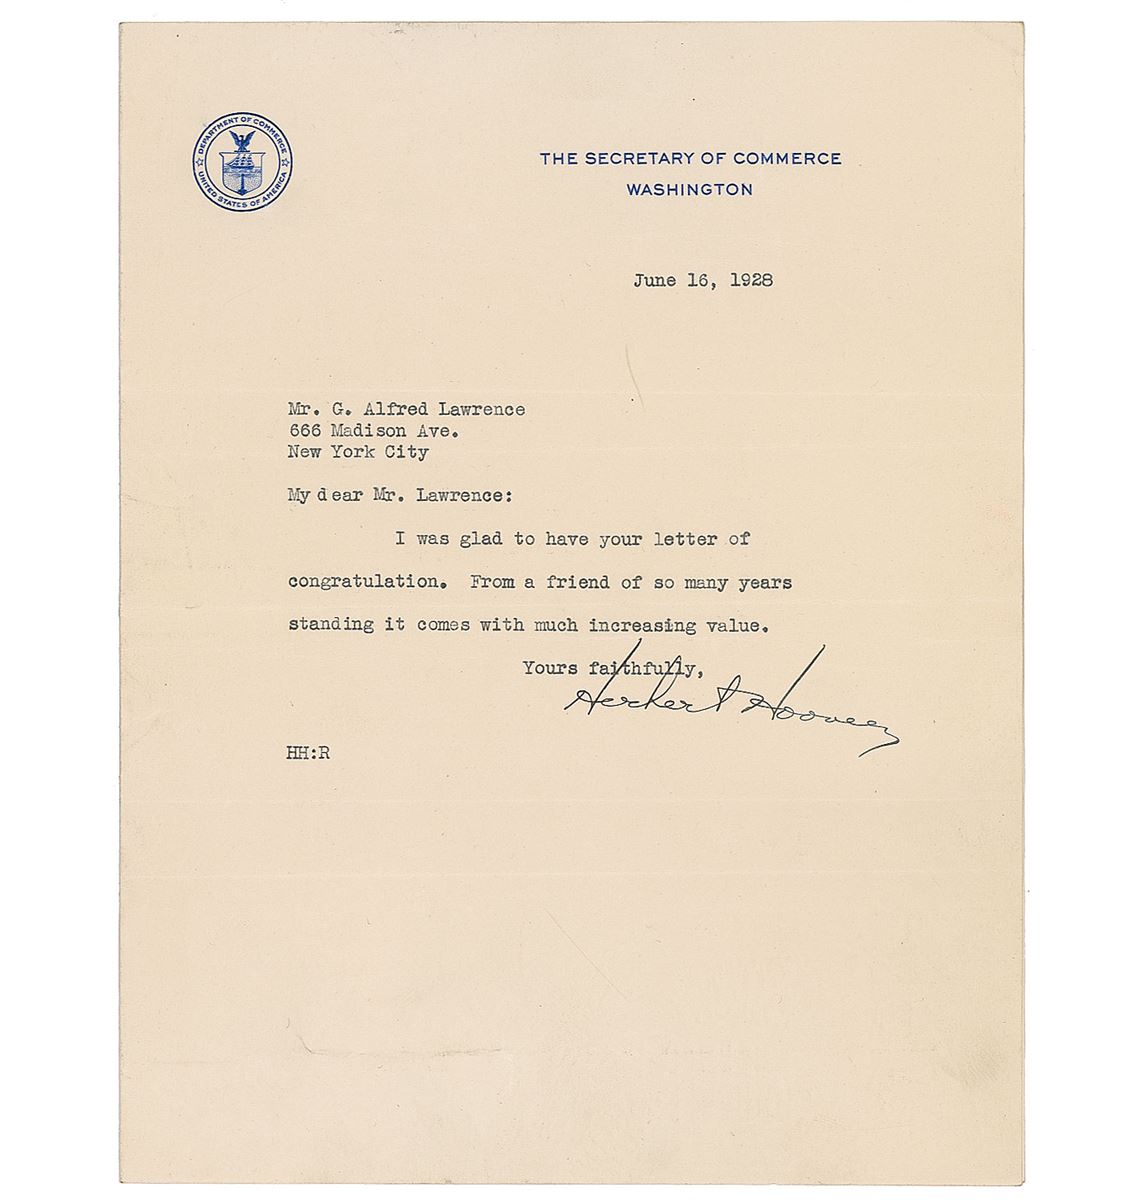 DEPARTMENT OF COMMERCE
UNITED STATES OF AMERICA
THE SECRETARY OF COMMERCE
WASHINGTON
June 16, 1928
Mr. G. Alfred Lawrence
666 Madison Ave.
New York City
My dear Mr. Lawrence:
I was glad to have your letter of
congratulation. From a friend of so many years
standing it comes with much increasing value.
Yours faithfully,
Herbert Hoover
HH:R